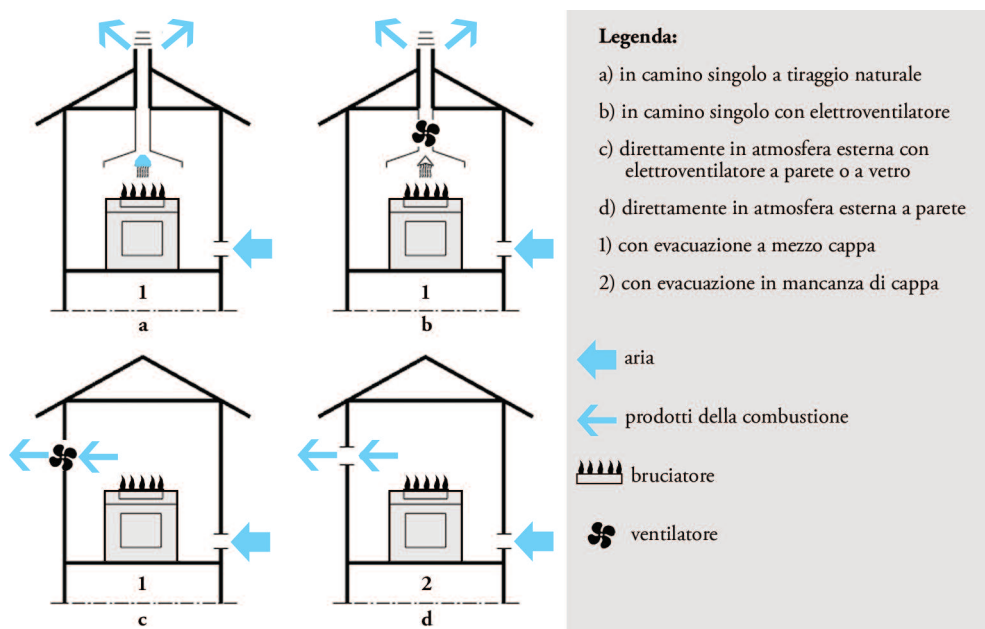 1
a
1
b
1
c
2
d
Legenda:
a) in camino singolo a tiraggio naturale
b) in camino singolo con elettroventilatore
c) direttamente in atmosfera esterna con
elettroventilatore a parete o a vetro
d) direttamente in atmosfera esterna a parete
1) con evacuazione a mezzo cappa
2) con evacuazione in mancanza di cappa
aria
prodotti della combustione
bruciatore
ventilatore